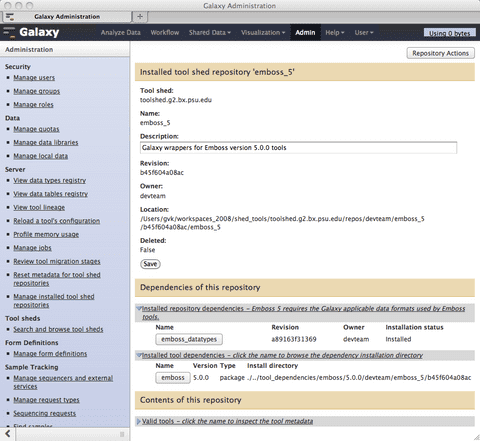 Galaxy Administration
Galaxy Administration
Galaxy
Analyze Data Workflow Shared Data Visualization Admin Help User Using 0 bytes
Administration
Repository Actions
Security
Manage users
Manage groups
Manage roles
Data
Manage quotas
Manage data libraries
Manage local data
Server
View data types registry
View data tables registry
View tool lineage
Reload a tool's configuration
Profile memory usage
Manage jobs
Review tool migration stages
Reset metadata for tool shed
repositories
Manage installed tool shed
repositories
Tool sheds
Search and browse tool sheds
Form Definitions
Manage form definitions
Sample Tracking
Manage sequencers and external
services
Manage request types
Sequencing requests
Find samples
Installed tool shed repository 'emboss_5'
Tool shed:
toolshed.g2.bx.psu.edu
Name:
emboss_5
Description:
Galaxy wrappers for Emboss version 5.0.0 tools
Revision:
b45f604a08ac
Owner:
devteam
Location:
/Users/gvk/workspaces_2008/shed_tools/toolshed.g2.bx.psu.edu/repos/devteam/emboss_5
/b45f604a08ac/emboss_5
Deleted:
False
Save
Dependencies of this repository
Installed repository dependencies - Emboss 5 requires the Galaxy applicable data formats used by Emboss
tools.
Name Revision Owner Installation status
emboss_datatypes a89163f31369 devteam Installed
Installed tool dependencies - click the name to browse the dependency installation directory
Name Version Type Install directory
emboss 5.0.0 package ./../tool_dependencies/emboss/5.0.0/devteam/emboss_5/b45f604a08ac
Contents of this repository
Valid tools - click the name to inspect the tool metadata